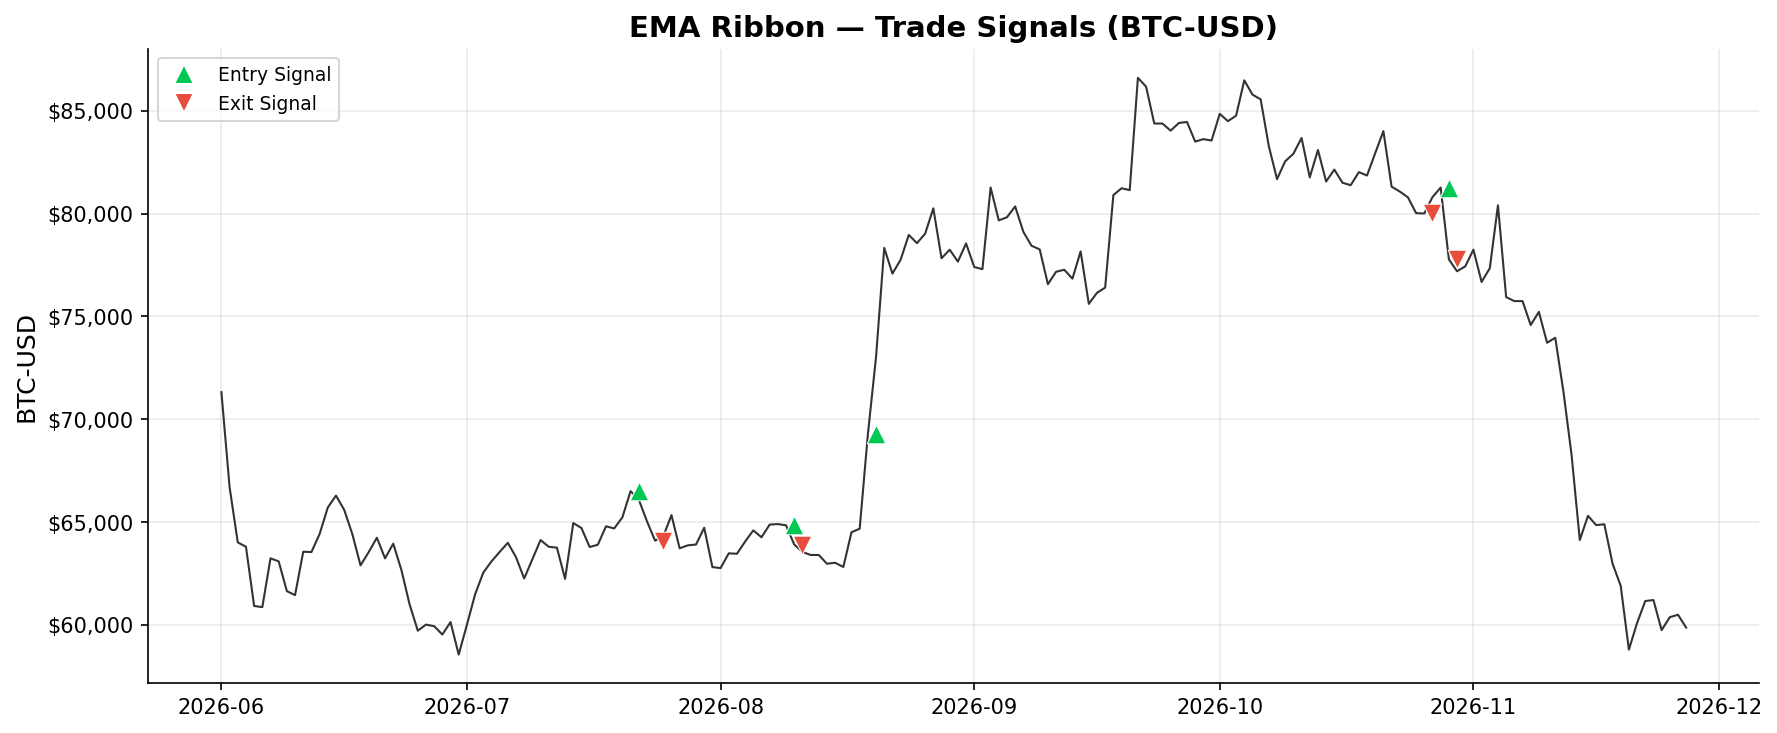 EMA Ribbon — Trade Signals (BTC-USD)
Entry Signal
Exit Signal
$85,000
$80,000
$75,000
$70,000
$65,000
$60,000
BTC-USD
2026-06 2026-07 2026-08 2026-09 2026-10 2026-11 2026-12